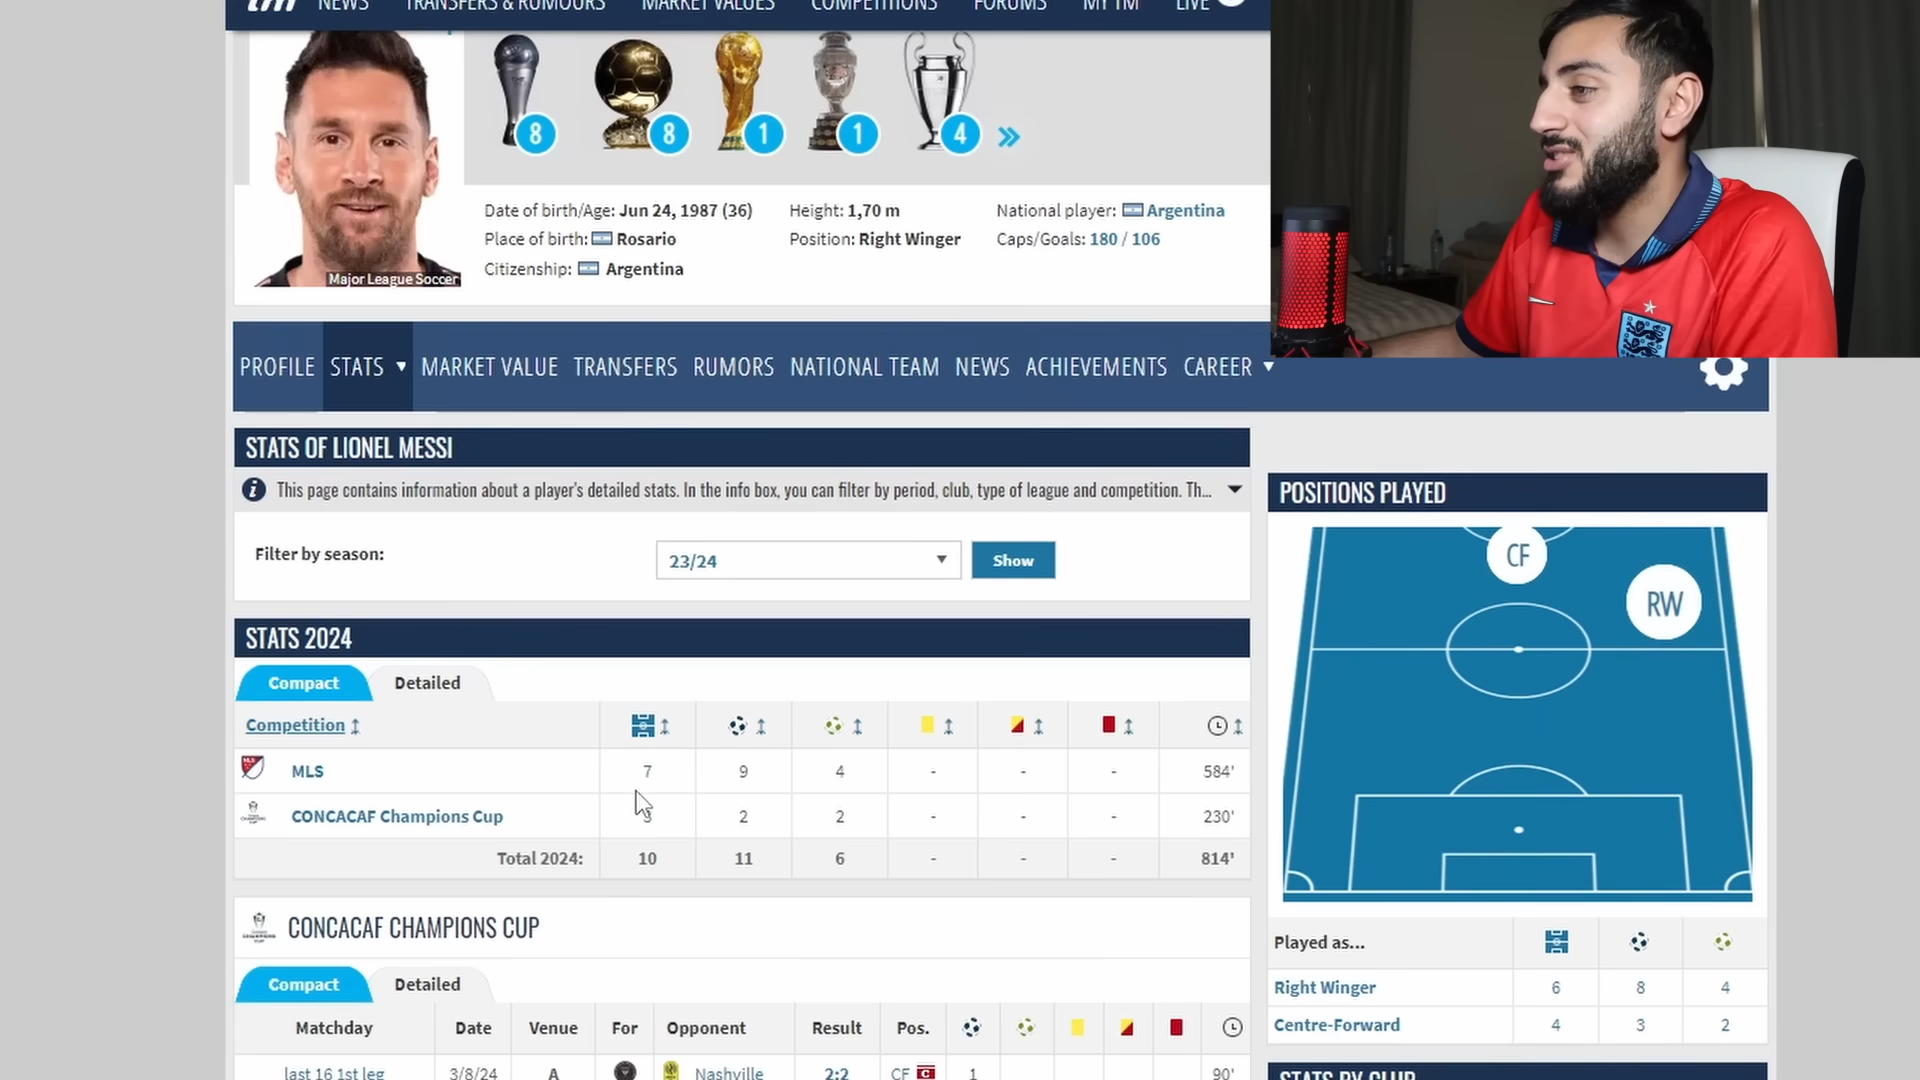 tm NEWS TRANSFERS & RUMOURS MARKET VALUES COMPETITIONS FORUMS MY TM LIVE
8 8 1 1 4
Date of birth/Age: Jun 24, 1987 (36) Height: 1,70 m National player: Argentina
Place of birth: Rosario Position: Right Winger Caps/Goals: 180 / 106
Citizenship: Argentina
Major League Soccer
PROFILE STATS MARKET VALUE TRANSFERS RUMORS NATIONAL TEAM NEWS ACHIEVEMENTS CAREER
STATS OF LIONEL MESSI
This page contains information about a player's detailed stats. In the info box, you can filter by period, club, type of league and competition. Th...
Filter by season: 23/24 Show
STATS 2024
Compact Detailed
Competition
MLS 7 9 4 - - - 584'
CONCACAF Champions Cup 3 2 2 - - - 230'
Total 2024: 10 11 6 - - - 814'
CONCACAF CHAMPIONS CUP
Compact Detailed
Matchday Date Venue For Opponent Result Pos.
last 16 1st leg 3/8/24 A Nashville 2:2 CF C 1 90'
POSITIONS PLAYED
CF
RW
Played as...
Right Winger 6 8 4
Centre-Forward 4 3 2
STATS BY CLUB